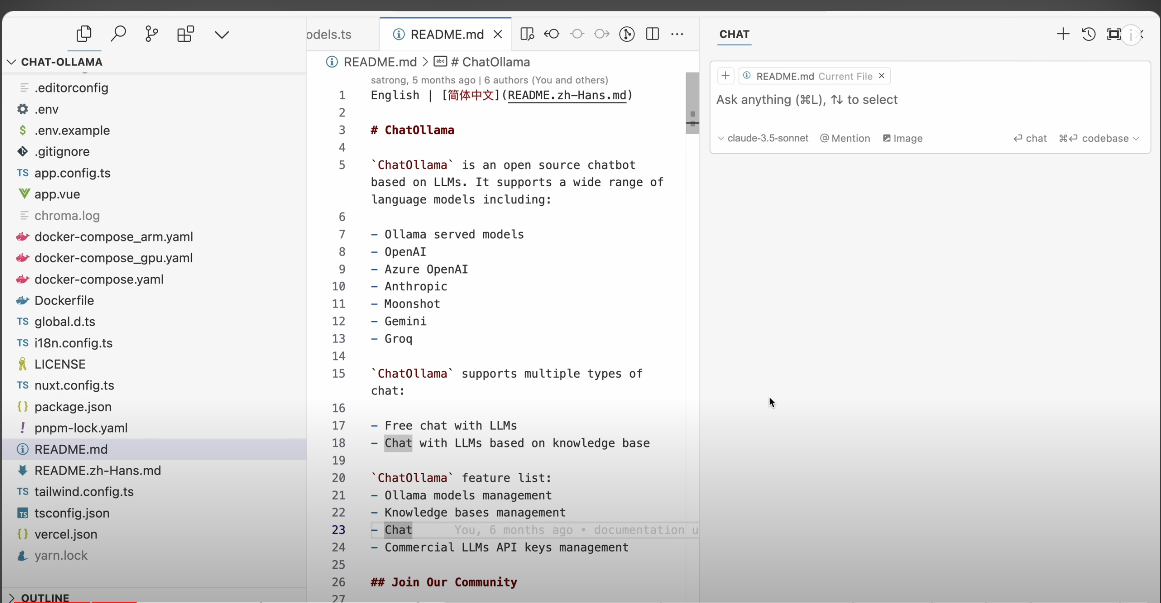 CHAT-OLLAMA
.editorconfig
.env
$ .env.example
.gitignore
TS app.config.ts
app.vue
chroma.log
docker-compose_arm.yaml
docker-compose_gpu.yaml
docker-compose.yaml
Dockerfile
TS global.d.ts
TS i18n.config.ts
LICENSE
TS nuxt.config.ts
{} package.json
! pnpm-lock.yaml
README.md
README.zh-Hans.md
TS tailwind.config.ts
TS tsconfig.json
{} vercel.json
yarn.lock
OUTLINE
odels.ts
README.md
README.md > # ChatOllama
satrong, 5 months ago | 6 authors (You and others)
1 English | [简体中文](README.zh-Hans.md)
2
3 # ChatOllama
4
5 `ChatOllama` is an open source chatbot
based on LLMs. It supports a wide range of
language models including:
6
7 - Ollama served models
8 - OpenAI
9 - Azure OpenAI
10 - Anthropic
11 - Moonshot
12 - Gemini
13 - Groq
14
15 `ChatOllama` supports multiple types of
chat:
16
17 - Free chat with LLMs
18 - Chat with LLMs based on knowledge base
19
20 `ChatOllama` feature list:
21 - Ollama models management
22 - Knowledge bases management
23 - Chat You, 6 months ago • documentation u
24 - Commercial LLMs API keys management
25
26 ## Join Our Community
27
CHAT
README.md Current File
Ask anything (⌘L), ⇅ to select
claude-3.5-sonnet @ Mention Image ⏎ chat ⌘⏎ codebase